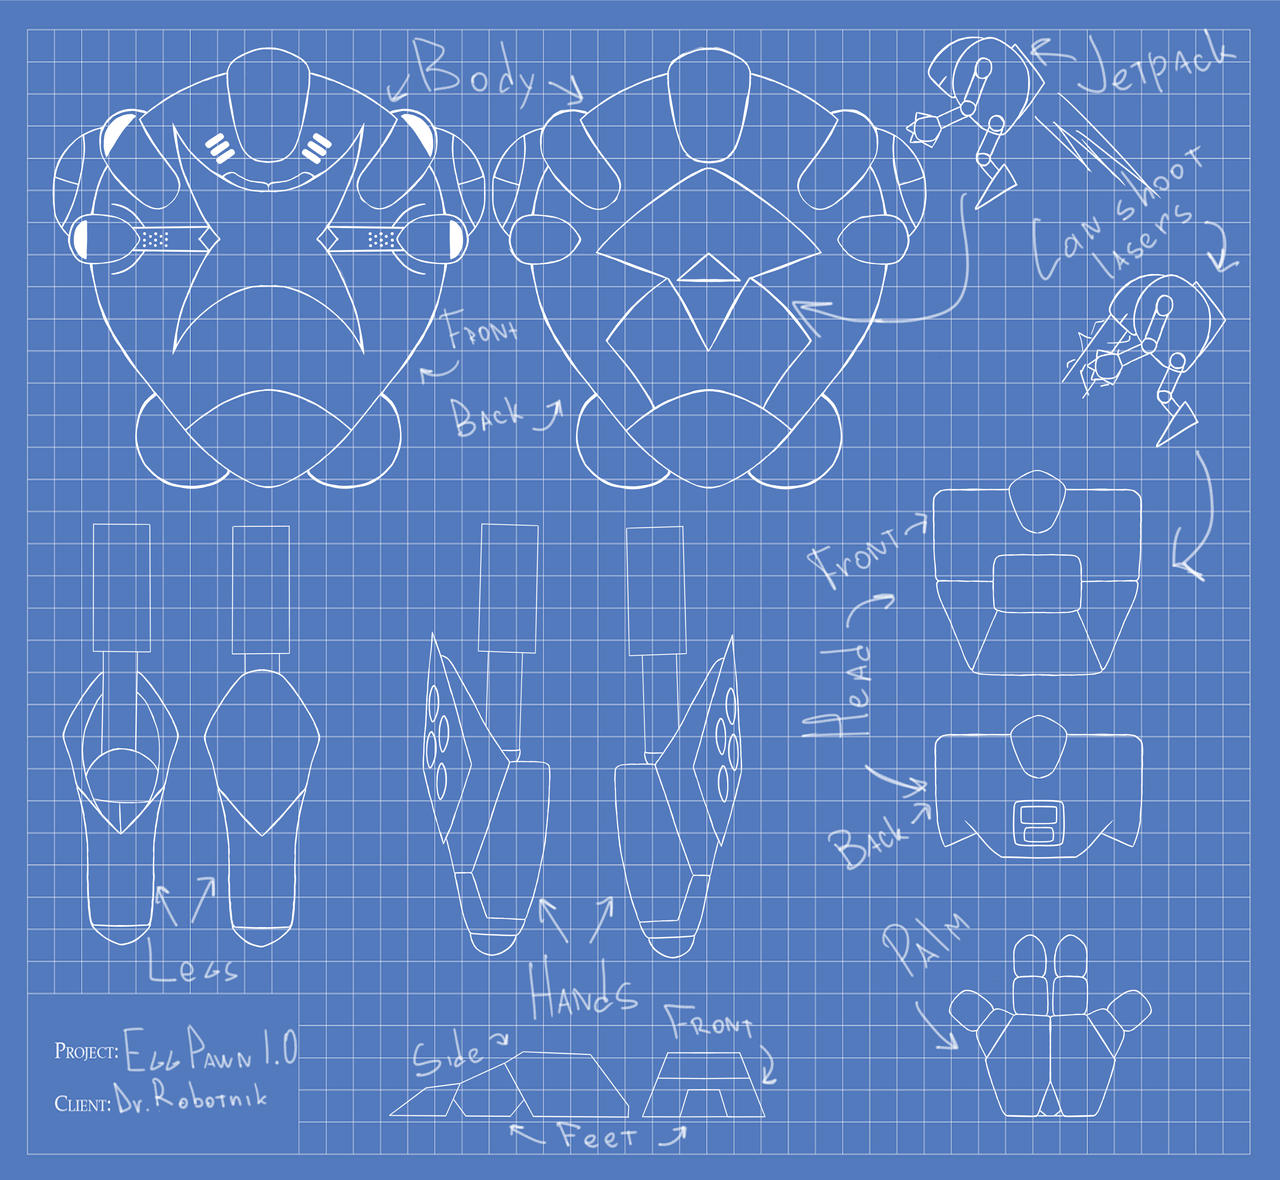 Body
Jetpack
Can shoot
lasers
Front
Back
Front
Head
Back
Legs
Hands
Palm
Project: Egg Pawn 1.0
Client: Dr. Robotnik
Side
Front
Feet